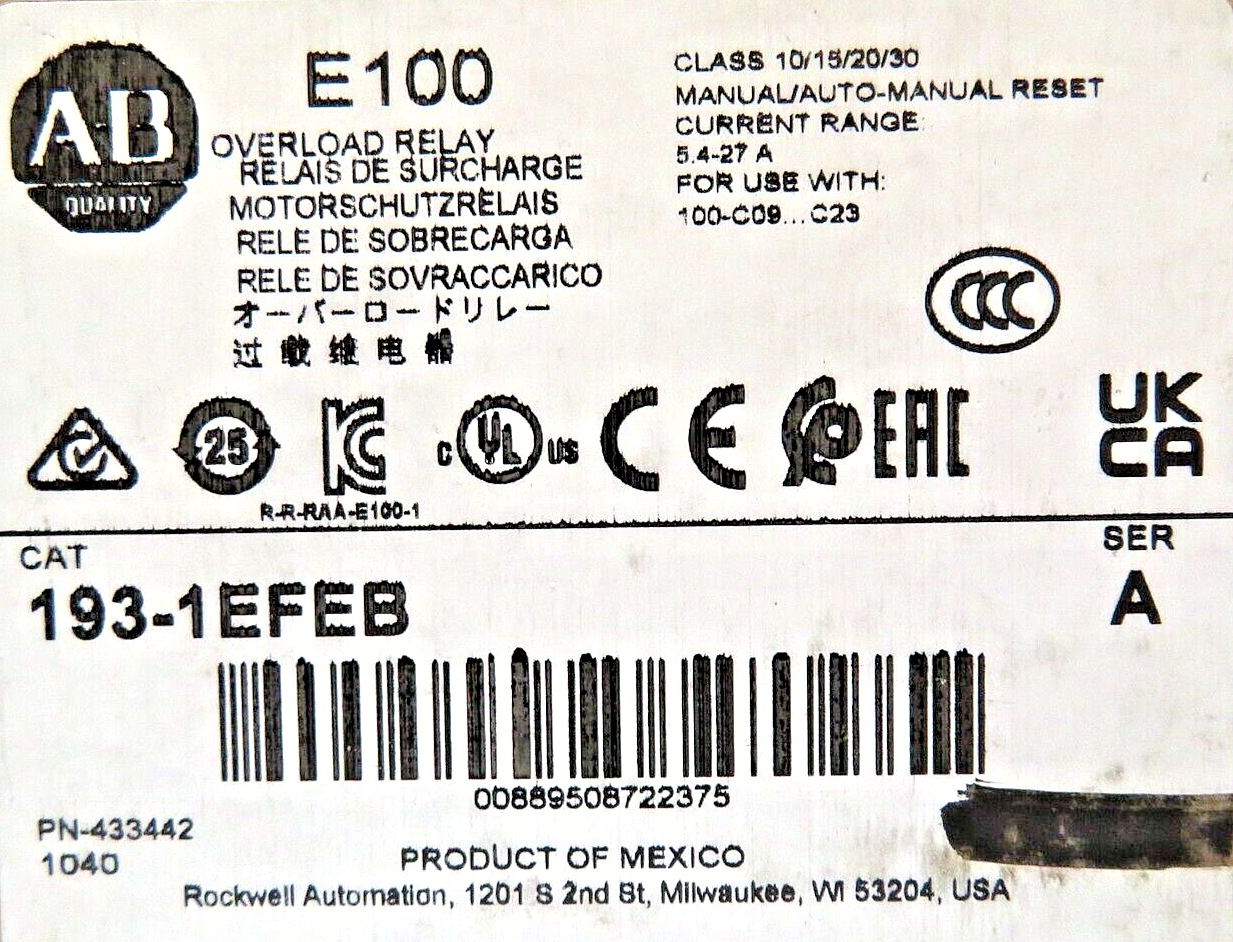 AB
QUALITY
E100
OVERLOAD RELAY
RELAIS DE SURCHARGE
MOTORSCHUTZRELAIS
RELE DE SOBRECARGA
RELE DE SOVRACCARICO
オーバーロードリレー
过载继电器
CLASS 10/15/20/30
MANUAL/AUTO-MANUAL RESET
CURRENT RANGE:
5.4-27 A
FOR USE WITH:
100-C09...C23
CCC
25
KC
C UL US
CE
EAC
UK
CA
R-R-RAA-E100-1
CAT
193-1EFEB
SER
A
00889508722375
PN-433442
1040
PRODUCT OF MEXICO
Rockwell Automation, 1201 S 2nd St, Milwaukee, WI 53204, USA